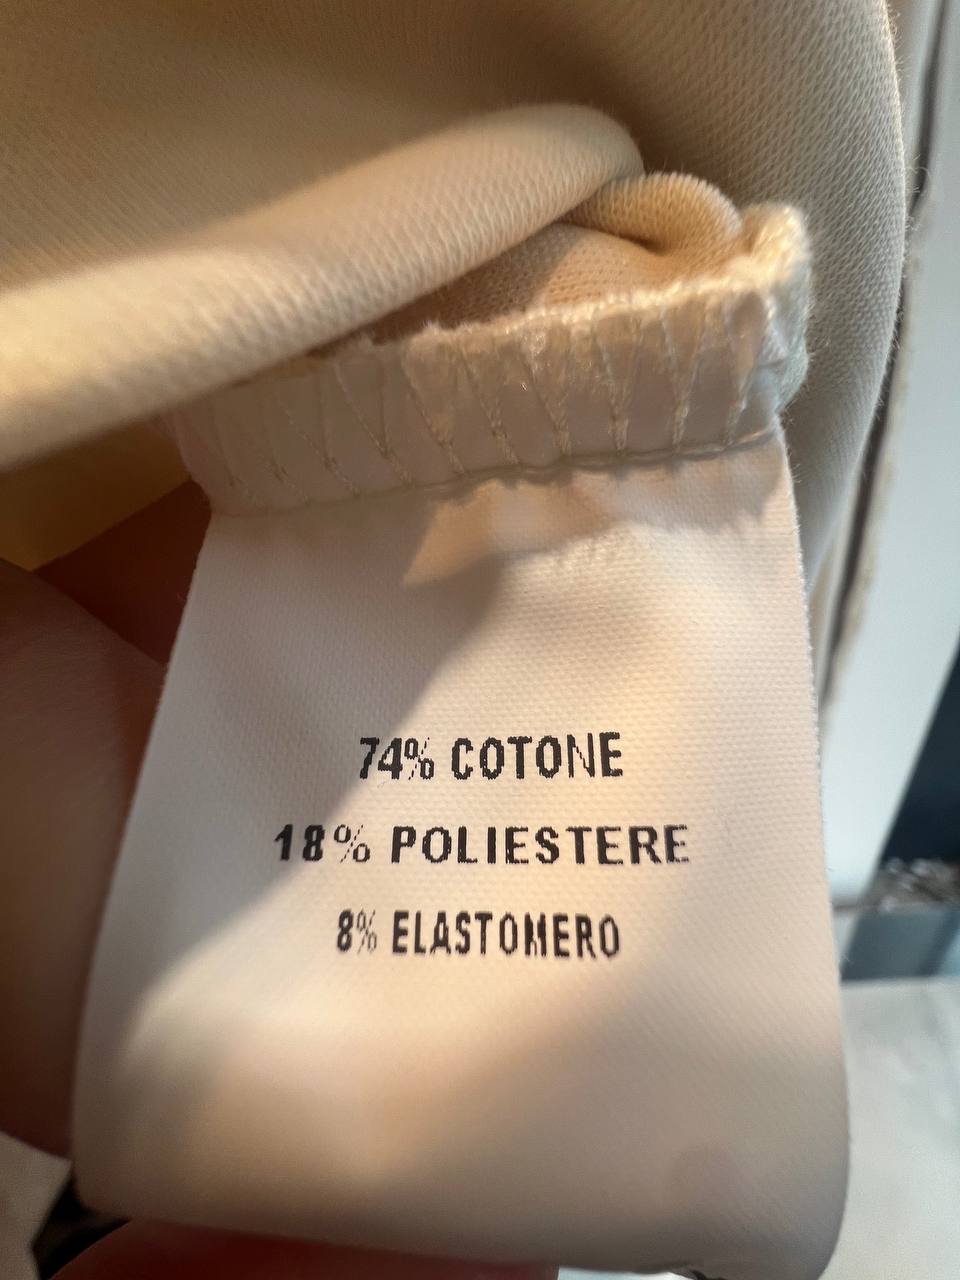 74% COTONE
18% POLIESTERE
8% ELASTOMERO